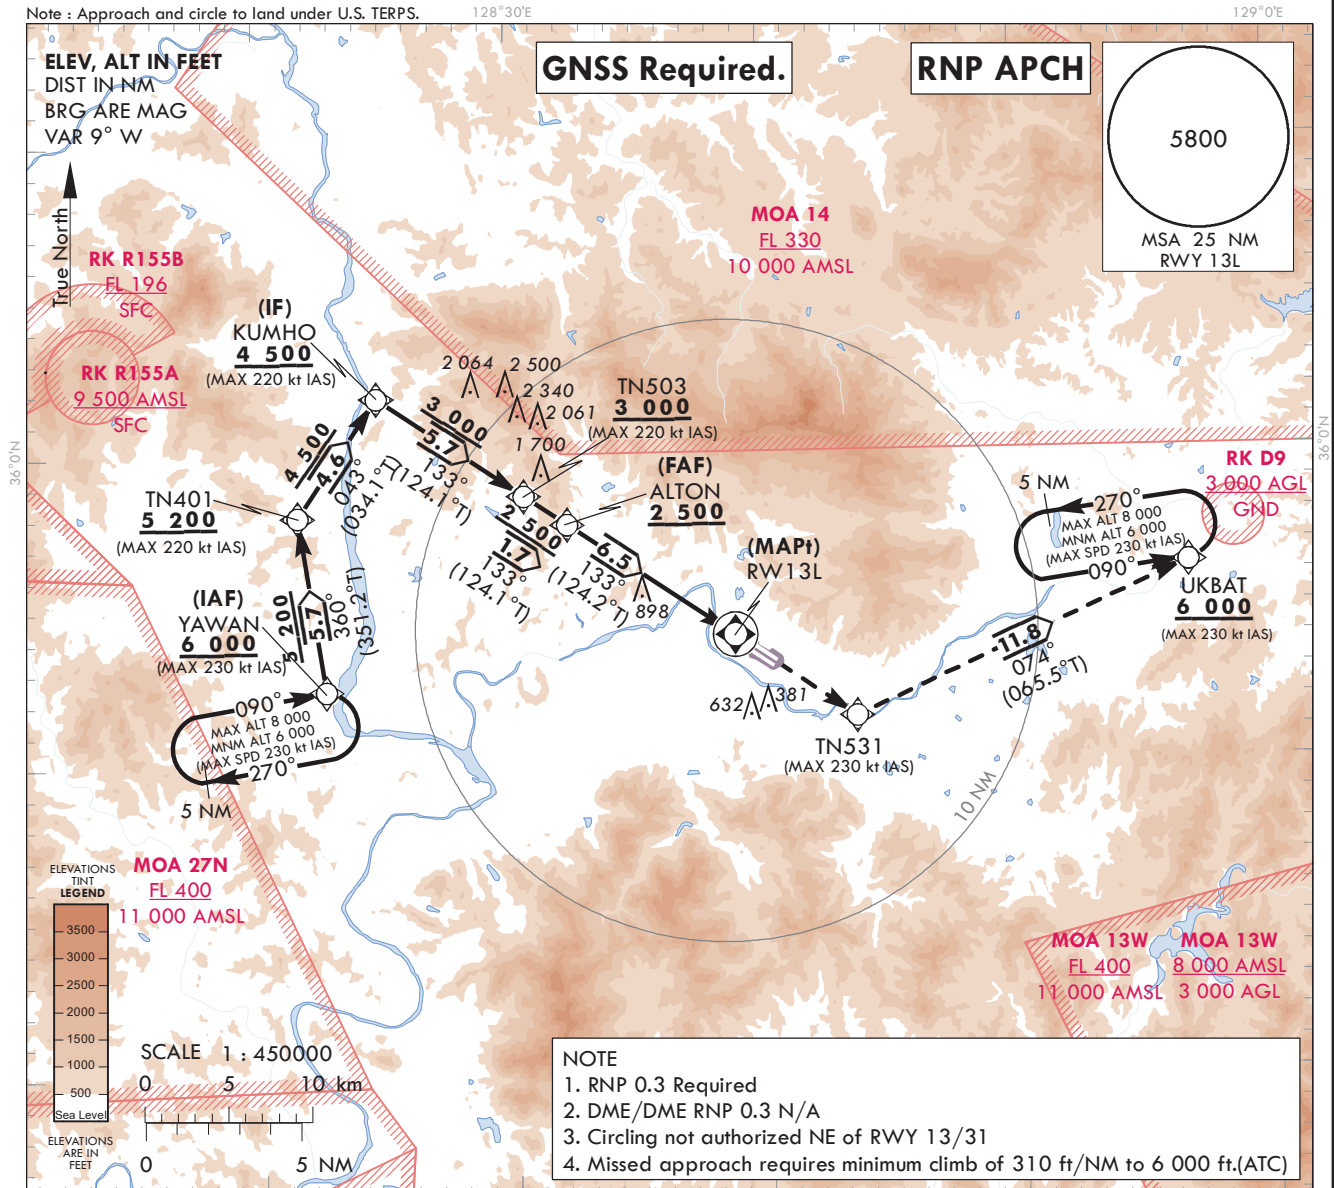 Note : Approach and circle to land under U.S. TERPS.
128°30'E
129°0'E
ELEV, ALT IN FEET
DIST IN NM
BRG ARE MAG
VAR 9° W
True North
GNSS Required.
RNP APCH
5800
MSA 25 NM
RWY 13L
MOA 14
FL 330
10 000 AMSL
RK R155B
FL 196
SFC
RK R155A
9 500 AMSL
SFC
(IF)
KUMHO
4 500
(MAX 220 kt IAS)
2 064
2 500
2 340
2 061
1 700
TN503
3 000
(MAX 220 kt IAS)
3 000
5.7
133°
(124.1°T)
4 500
4.6
043°
(034.1°T)
36°0'N
36°0'N
TN401
5 200
(MAX 220 kt IAS)
(FAF)
ALTON
2 500
2 500
1.7
133°
(124.1°T)
6.5
133°
(124.2°T)
898
(MAPt)
RW13L
RK D9
3 000 AGL
GND
5 NM
270°
MAX ALT 8 000
MNM ALT 6 000
(MAX SPD 230 kt IAS)
090°
UKBAT
6 000
(MAX 230 kt IAS)
(IAF)
YAWAN
6 000
(MAX 230 kt IAS)
5 200
5.7
360°
(351.2°T)
11.8
074°
(065.5°T)
090°
MAX ALT 8 000
MNM ALT 6 000
(MAX SPD 230 kt IAS)
270°
5 NM
632
381
TN531
(MAX 230 kt IAS)
10 NM
MOA 27N
FL 400
11 000 AMSL
ELEVATIONS
TINT
LEGEND
3500
3000
2500
2000
1500
1000
500
Sea Level
ELEVATIONS
ARE IN
FEET
SCALE 1 : 450000
0 5 10 km
0 5 NM
MOA 13W
FL 400
11 000 AMSL
MOA 13W
8 000 AMSL
3 000 AGL
NOTE
1. RNP 0.3 Required
2. DME/DME RNP 0.3 N/A
3. Circling not authorized NE of RWY 13/31
4. Missed approach requires minimum climb of 310 ft/NM to 6 000 ft.(ATC)